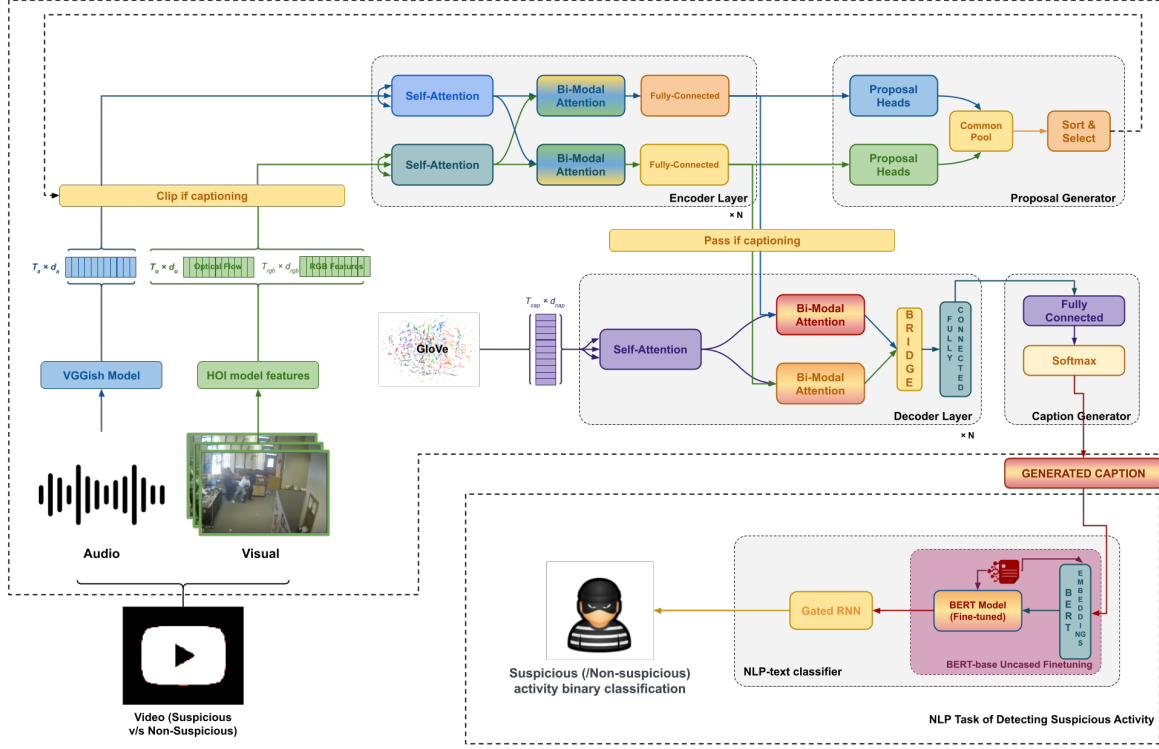 Self-Attention
Bi-Modal
Attention
Fully-Connected
Proposal
Heads
Common
Pool
Sort &
Select
Self-Attention
Bi-Modal
Attention
Fully-Connected
Proposal
Heads
Encoder Layer
× N
Proposal Generator
Clip if captioning
Pass if captioning
Tₐ × dₐ
Tₒ × dₒ
Optical Flow
T_rgb × d_rgb
RGB Features
T_cap × d_cap
GloVe
Self-Attention
Bi-Modal
Attention
Bi-Modal
Attention
BRIDGE
FULLY
CONNECTED
Fully
Connected
Softmax
Decoder Layer
× N
Caption Generator
VGGish Model
HOI model features
GENERATED CAPTION
Audio
Visual
Video (Suspicious
v/s Non-Suspicious)
Suspicious (/Non-suspicious)
activity binary classification
Gated RNN
BERT Model
(Fine-tuned)
BERT
EMBEDDINGS
BERT-base Uncased Finetuning
NLP-text classifier
NLP Task of Detecting Suspicious Activity